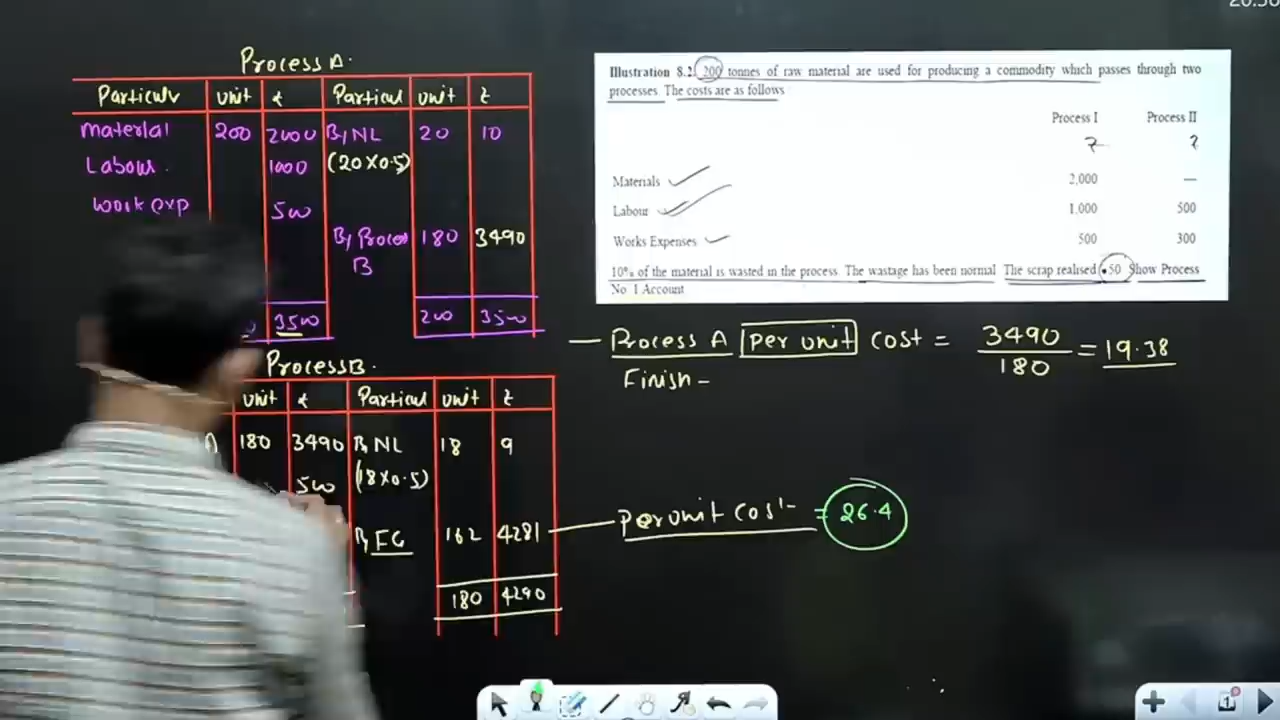 Process A.
Particulr unit ₹ Particul unit ₹
Material 200 2000 By NL 20 10
Labour. 1000 (20×0.5)
Work exp 500
By Process 180 3490
B
3500 200 3500
Process B.
unit ₹ Particul unit ₹
A 180 3490 By NL 18 9
500 (18×0.5)
By FG 162 4281
180 4290
Illustration 8.2. 200 tonnes of raw material are used for producing a commodity which passes through two
processes. The costs are as follows
Process I Process II
₹ ₹
Materials 2,000 —
Labour 1,000 500
Works Expenses 500 300
10% of the material is wasted in the process. The wastage has been normal The scrap realised .50 Show Process
No. 1 Account
— Process A per unit cost = 3490/180 = 19.38
Finish -
per unit cost - = 26.4
1